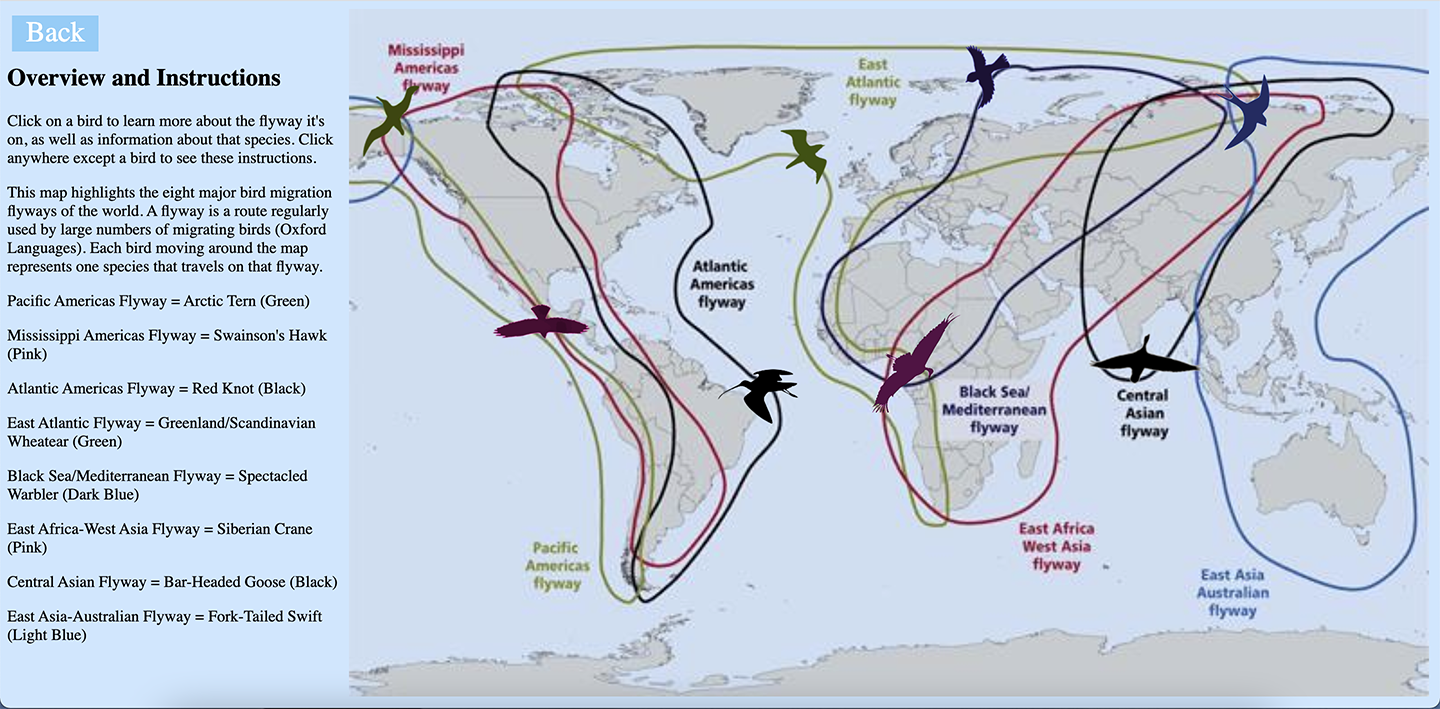 Back
Overview and Instructions
Click on a bird to learn more about the flyway it's
on, as well as information about that species. Click
anywhere except a bird to see these instructions.
This map highlights the eight major bird migration
flyways of the world. A flyway is a route regularly
used by large numbers of migrating birds (Oxford
Languages). Each bird moving around the map
represents one species that travels on that flyway.
Pacific Americas Flyway = Arctic Tern (Green)
Mississippi Americas Flyway = Swainson's Hawk
(Pink)
Atlantic Americas Flyway = Red Knot (Black)
East Atlantic Flyway = Greenland/Scandinavian
Wheatear (Green)
Black Sea/Mediterranean Flyway = Spectacled
Warbler (Dark Blue)
East Africa-West Asia Flyway = Siberian Crane
(Pink)
Central Asian Flyway = Bar-Headed Goose (Black)
East Asia-Australian Flyway = Fork-Tailed Swift
(Light Blue)
Mississippi
Americas
flyway
East
Atlantic
flyway
Atlantic
Americas
flyway
Black Sea/
Mediterranean
flyway
Central
Asian
flyway
Pacific
Americas
flyway
East Africa
West Asia
flyway
East Asia
Australian
flyway